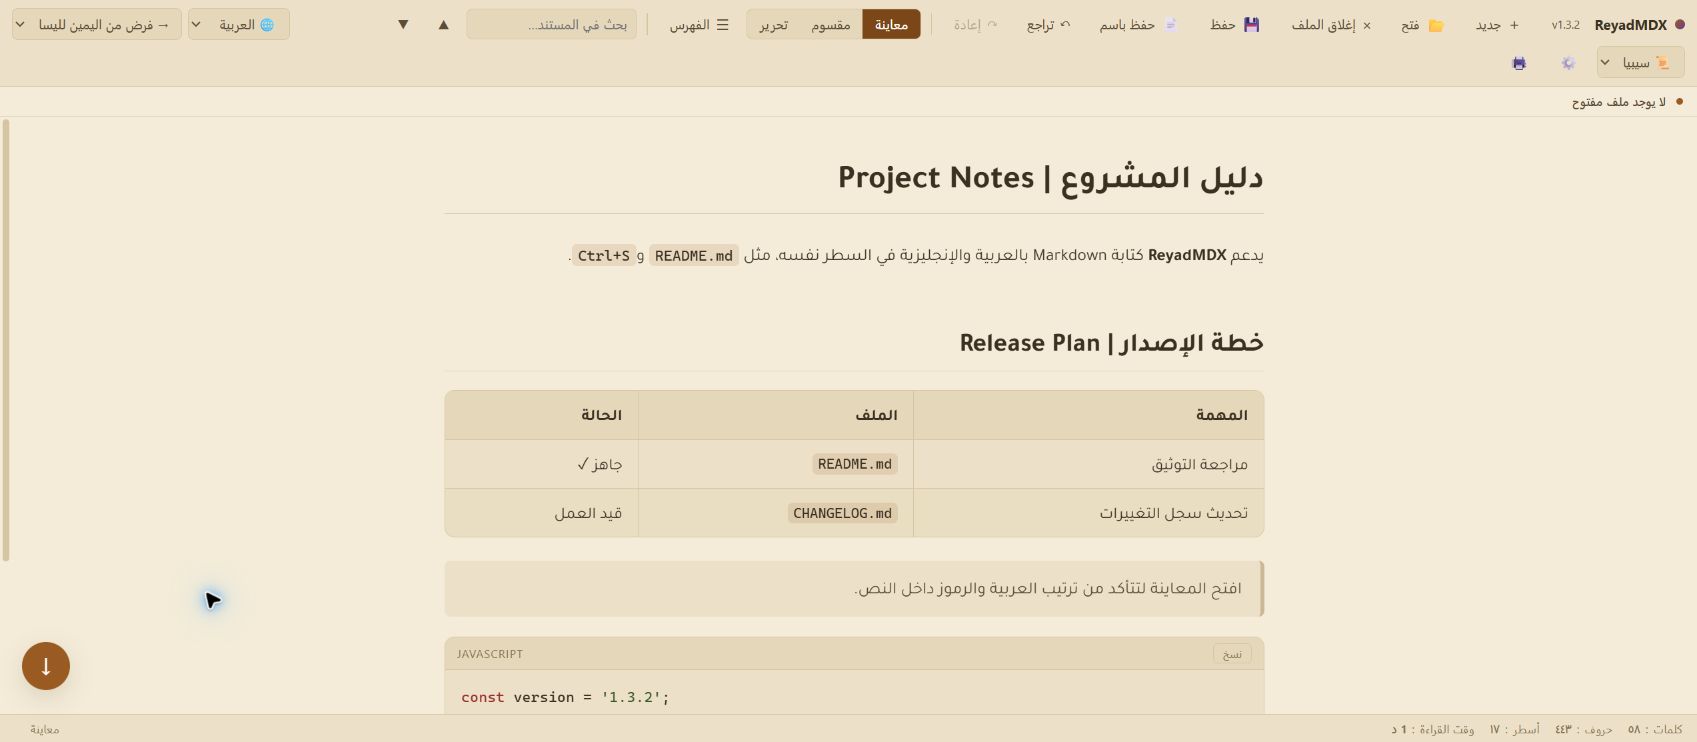 ReyadMDX v1.3.2 + جديد 📂 فتح × إغلاق الملف 💾 حفظ 📄 حفظ باسم ↶ تراجع ↷ إعادة معاينة مقسوم تحرير ☰ الفهرس بحث في المستند... ▲ ▼ 🌐 العربية → فرض من اليمين لليسا
📜 سيبيا ⚙️ 🖨️
● لا يوجد ملف مفتوح
دليل المشروع | Project Notes
يدعم ReyadMDX كتابة Markdown بالعربية والإنجليزية في السطر نفسه، مثل README.md و Ctrl+S.
خطة الإصدار | Release Plan
المهمة الملف الحالة
مراجعة التوثيق README.md جاهز ✓
تحديث سجل التغييرات CHANGELOG.md قيد العمل
افتح المعاينة لتتأكد من ترتيب العربية والرموز داخل النص.
نسخ JAVASCRIPT
const version = '1.3.2';
↓
كلمات : ٥٨ حروف : ٤٤٣ أسطر : ١٧ وقت القراءة : 1 د معاينة